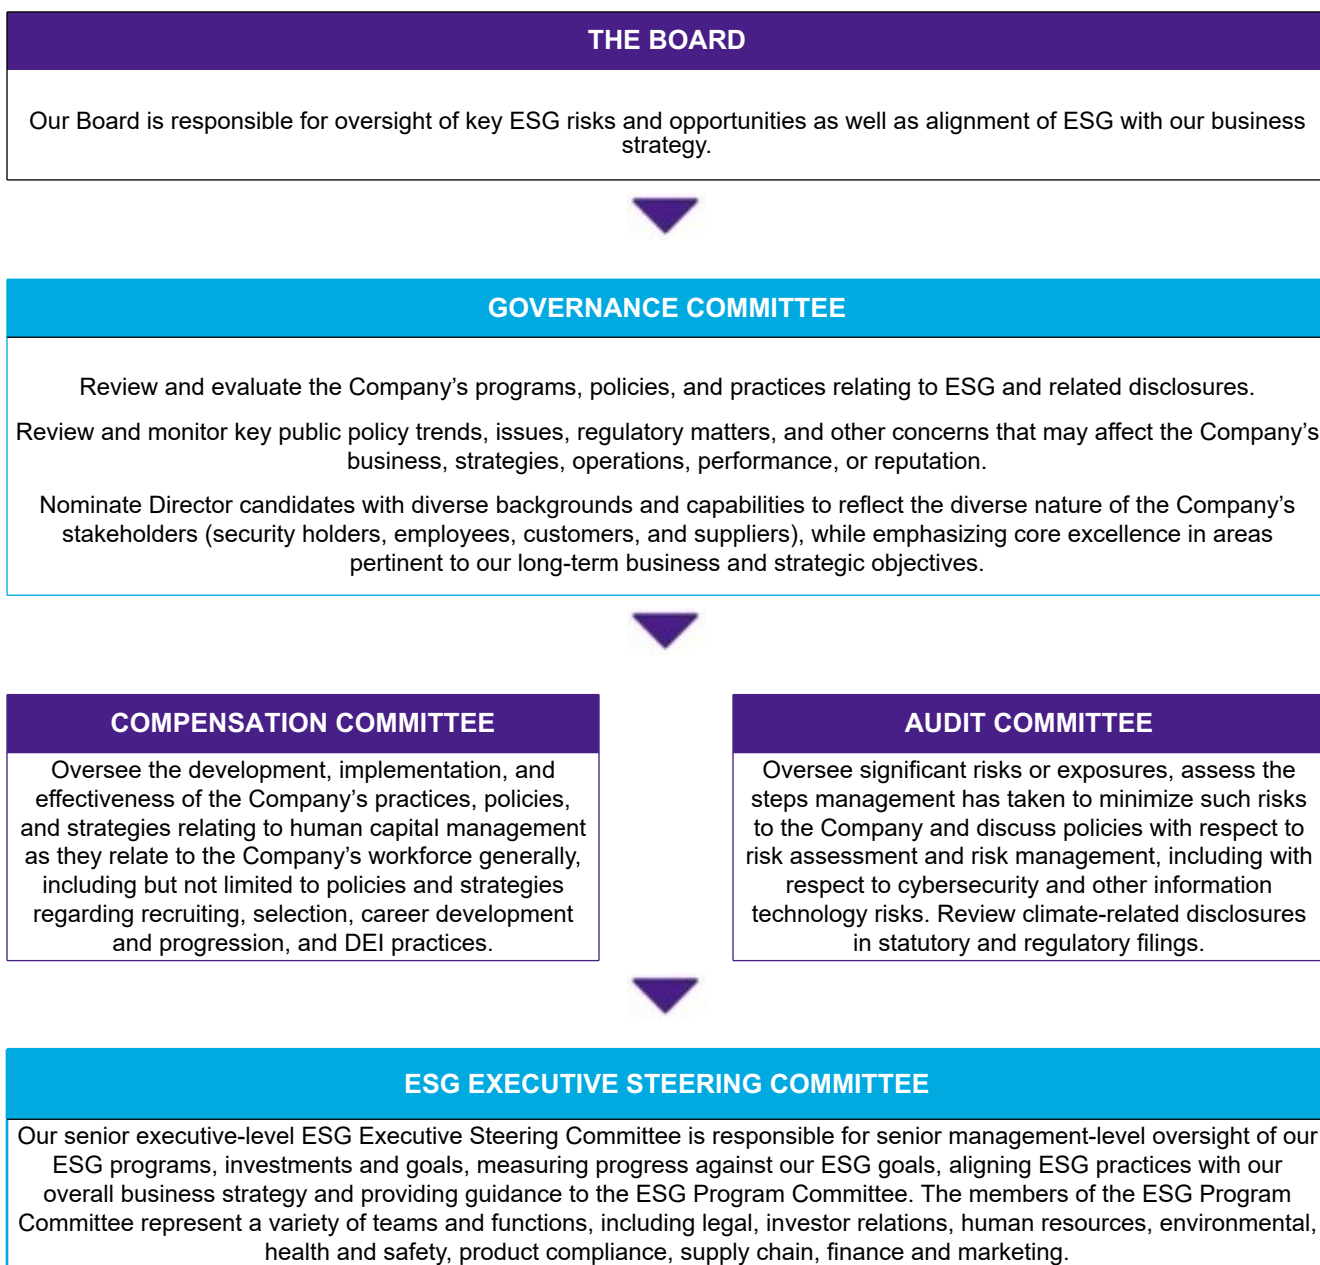 THE BOARD
Our Board is responsible for oversight of key ESG risks and opportunities as well as alignment of ESG with our business
strategy.
GOVERNANCE COMMITTEE
Review and evaluate the Company’s programs, policies, and practices relating to ESG and related disclosures.
Review and monitor key public policy trends, issues, regulatory matters, and other concerns that may affect the Company’s
business, strategies, operations, performance, or reputation.
Nominate Director candidates with diverse backgrounds and capabilities to reflect the diverse nature of the Company’s
stakeholders (security holders, employees, customers, and suppliers), while emphasizing core excellence in areas
pertinent to our long-term business and strategic objectives.
COMPENSATION COMMITTEE
Oversee the development, implementation, and
effectiveness of the Company’s practices, policies,
and strategies relating to human capital management
as they relate to the Company’s workforce generally,
including but not limited to policies and strategies
regarding recruiting, selection, career development
and progression, and DEI practices.
AUDIT COMMITTEE
Oversee significant risks or exposures, assess the
steps management has taken to minimize such risks
to the Company and discuss policies with respect to
risk assessment and risk management, including with
respect to cybersecurity and other information
technology risks. Review climate-related disclosures
in statutory and regulatory filings.
ESG EXECUTIVE STEERING COMMITTEE
Our senior executive-level ESG Executive Steering Committee is responsible for senior management-level oversight of our
ESG programs, investments and goals, measuring progress against our ESG goals, aligning ESG practices with our
overall business strategy and providing guidance to the ESG Program Committee. The members of the ESG Program
Committee represent a variety of teams and functions, including legal, investor relations, human resources, environmental,
health and safety, product compliance, supply chain, finance and marketing.